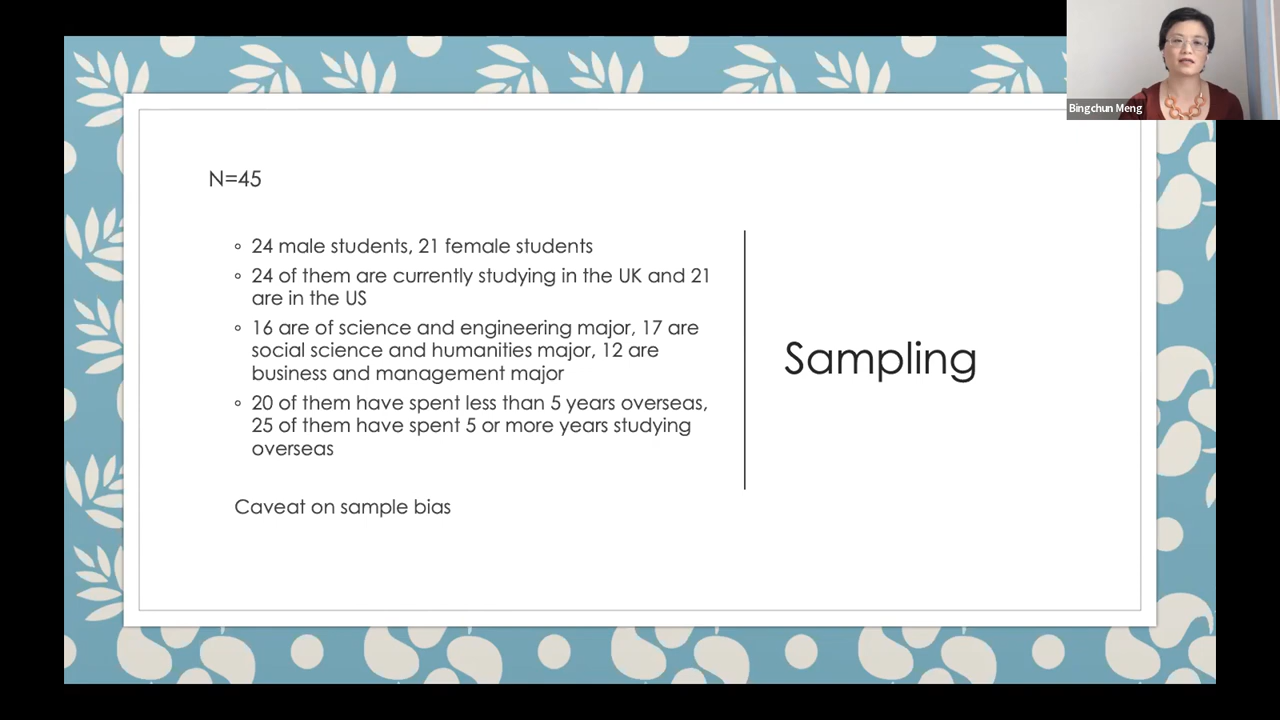 Bingchun Meng
N=45
24 male students, 21 female students
24 of them are currently studying in the UK and 21
are in the US
16 are of science and engineering major, 17 are
social science and humanities major, 12 are
business and management major
20 of them have spent less than 5 years overseas,
25 of them have spent 5 or more years studying
overseas
Caveat on sample bias
Sampling